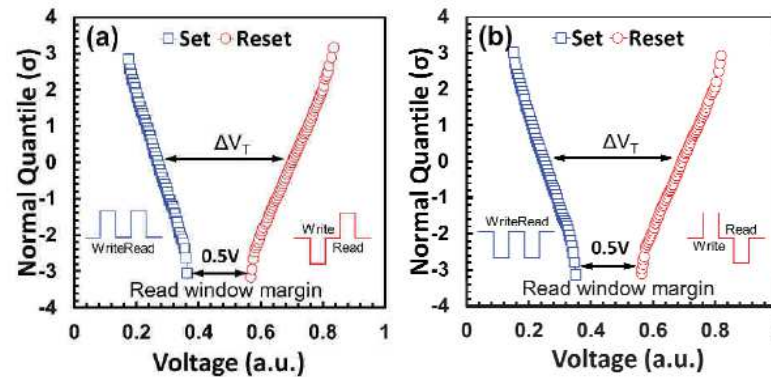 (a)
Set
Reset
Normal Quantile (σ)
4
3
2
1
0
-1
-2
-3
-4
ΔV_T
WriteRead
0.5V
Write
Read
Read window margin
0
0.2
0.4
0.6
0.8
1
Voltage (a.u.)
(b)
Set
Reset
Normal Quantile (σ)
4
3
2
1
0
-1
-2
-3
-4
ΔV_T
WriteRead
0.5V
Read
Write
Read window margin
0
0.2
0.4
0.6
0.8
1
Voltage (a.u.)